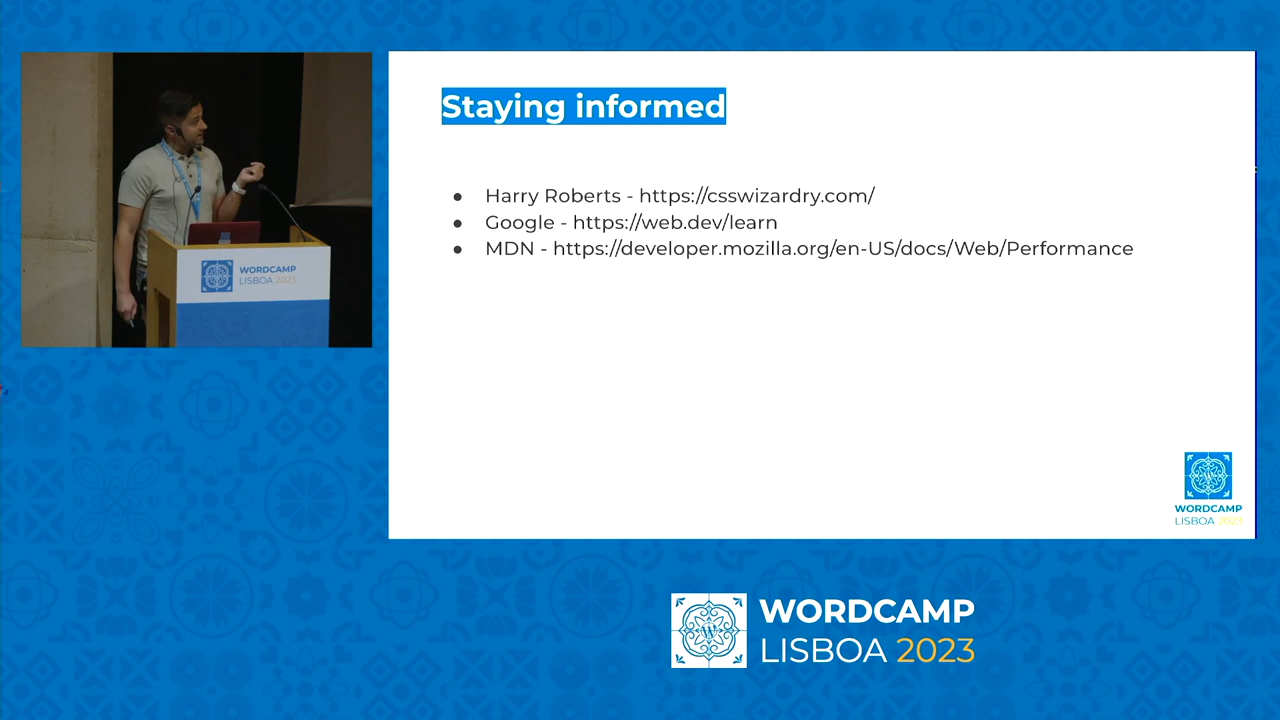 Staying informed
● Harry Roberts - https://csswizardry.com/
● Google - https://web.dev/learn
● MDN - https://developer.mozilla.org/en-US/docs/Web/Performance
WORDCAMP
LISBOA 2023
WORDCAMP
LISBOA 2023
WORDCAMP
LISBOA 2023